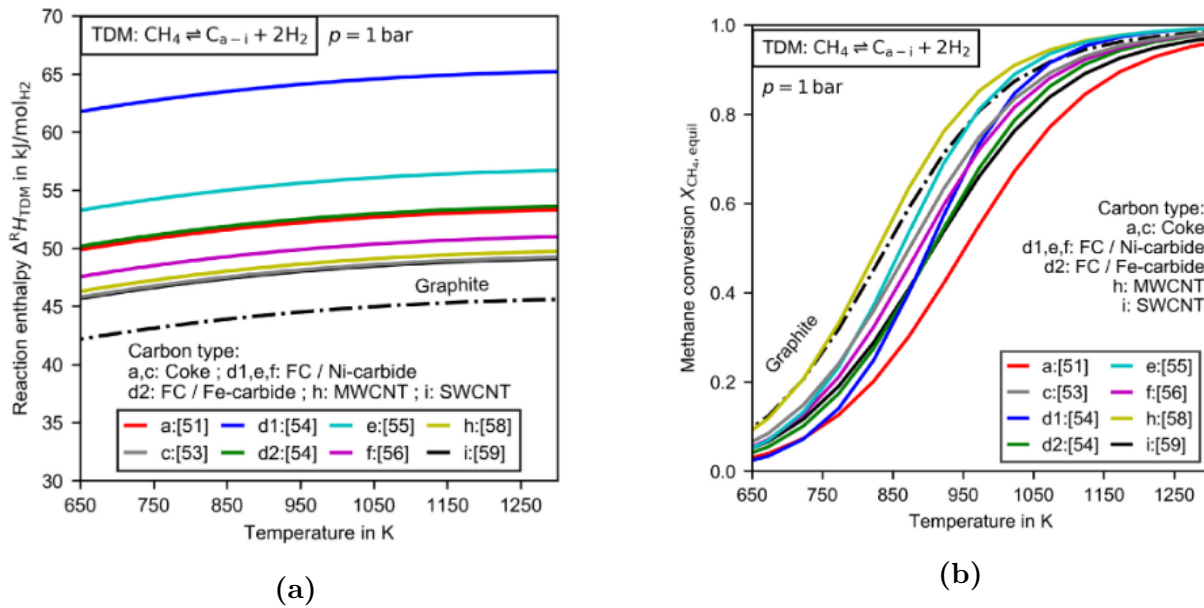 TDM: CH₄ ⇌ Cₐ₋ᵢ + 2H₂
p = 1 bar
Reaction enthalpy ΔᴿH_TDM in kJ/mol_H2
70
65
60
55
50
45
40
35
30
Graphite
Carbon type:
a,c: Coke ; d1,e,f: FC / Ni-carbide
d2: FC / Fe-carbide ; h: MWCNT ; i: SWCNT
a:[51] d1:[54] e:[55] h:[58]
c:[53] d2:[54] f:[56] i:[59]
650 750 850 950 1050 1150 1250
Temperature in K
(a)
TDM: CH₄ ⇌ Cₐ₋ᵢ + 2H₂
p = 1 bar
Methane conversion X_CH₄, equil
1.0
0.8
0.6
0.4
0.2
0.0
Graphite
Carbon type:
a,c: Coke
d1,e,f: FC / Ni-carbide
d2: FC / Fe-carbide
h: MWCNT
i: SWCNT
a:[51] e:[55]
c:[53] f:[56]
d1:[54] h:[58]
d2:[54] i:[59]
650 750 850 950 1050 1150 1250
Temperature in K
(b)